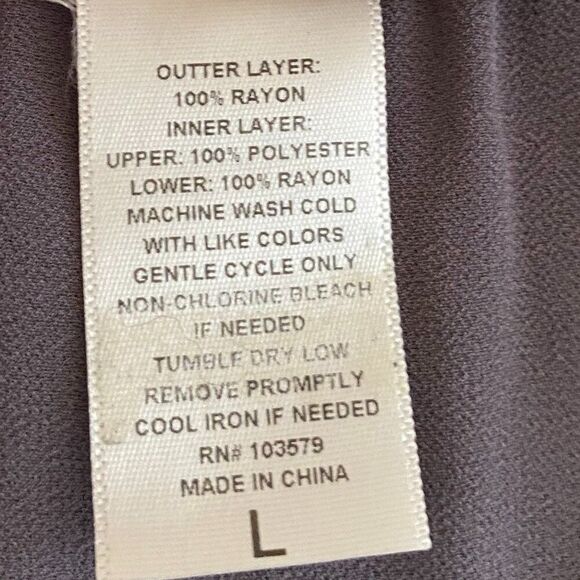 OUTTER LAYER:
100% RAYON
INNER LAYER:
UPPER: 100% POLYESTER
LOWER: 100% RAYON
MACHINE WASH COLD
WITH LIKE COLORS
GENTLE CYCLE ONLY
NON-CHLORINE BLEACH
IF NEEDED
TUMBLE DRY LOW
REMOVE PROMPTLY
COOL IRON IF NEEDED
RN# 103579
MADE IN CHINA
L